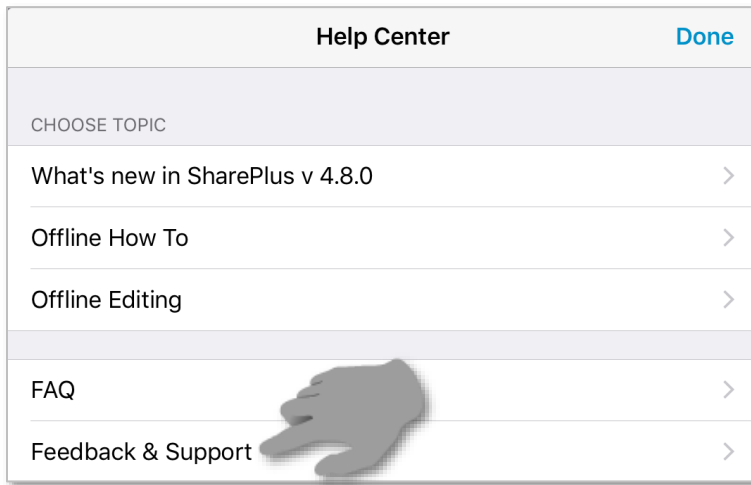 Help Center
Done
CHOOSE TOPIC
What's new in SharePlus v 4.8.0
Offline How To
Offline Editing
FAQ
Feedback & Support